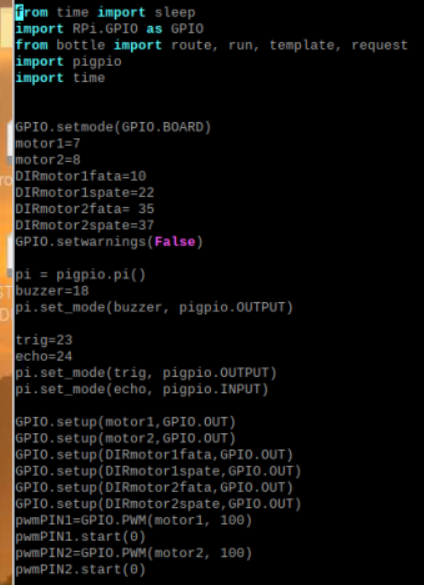 from time import sleep
import RPi.GPIO as GPIO
from bottle import route, run, template, request
import pigpio
import time
GPIO.setmode(GPIO.BOARD)
motor1=7
motor2=8
DIRmotor1fata=10
DIRmotor1spate=22
DIRmotor2fata= 35
DIRmotor2spate=37
GPIO.setwarnings(False)
pi = pigpio.pi()
buzzer=18
pi.set_mode(buzzer, pigpio.OUTPUT)
trig=23
echo=24
pi.set_mode(trig, pigpio.OUTPUT)
pi.set_mode(echo, pigpio.INPUT)
GPIO.setup(motor1,GPIO.OUT)
GPIO.setup(motor2,GPIO.OUT)
GPIO.setup(DIRmotor1fata,GPIO.OUT)
GPIO.setup(DIRmotor1spate,GPIO.OUT)
GPIO.setup(DIRmotor2fata,GPIO.OUT)
GPIO.setup(DIRmotor2spate,GPIO.OUT)
pwmPIN1=GPIO.PWM(motor1, 100)
pwmPIN1.start(0)
pwmPIN2=GPIO.PWM(motor2, 100)
pwmPIN2.start(0)